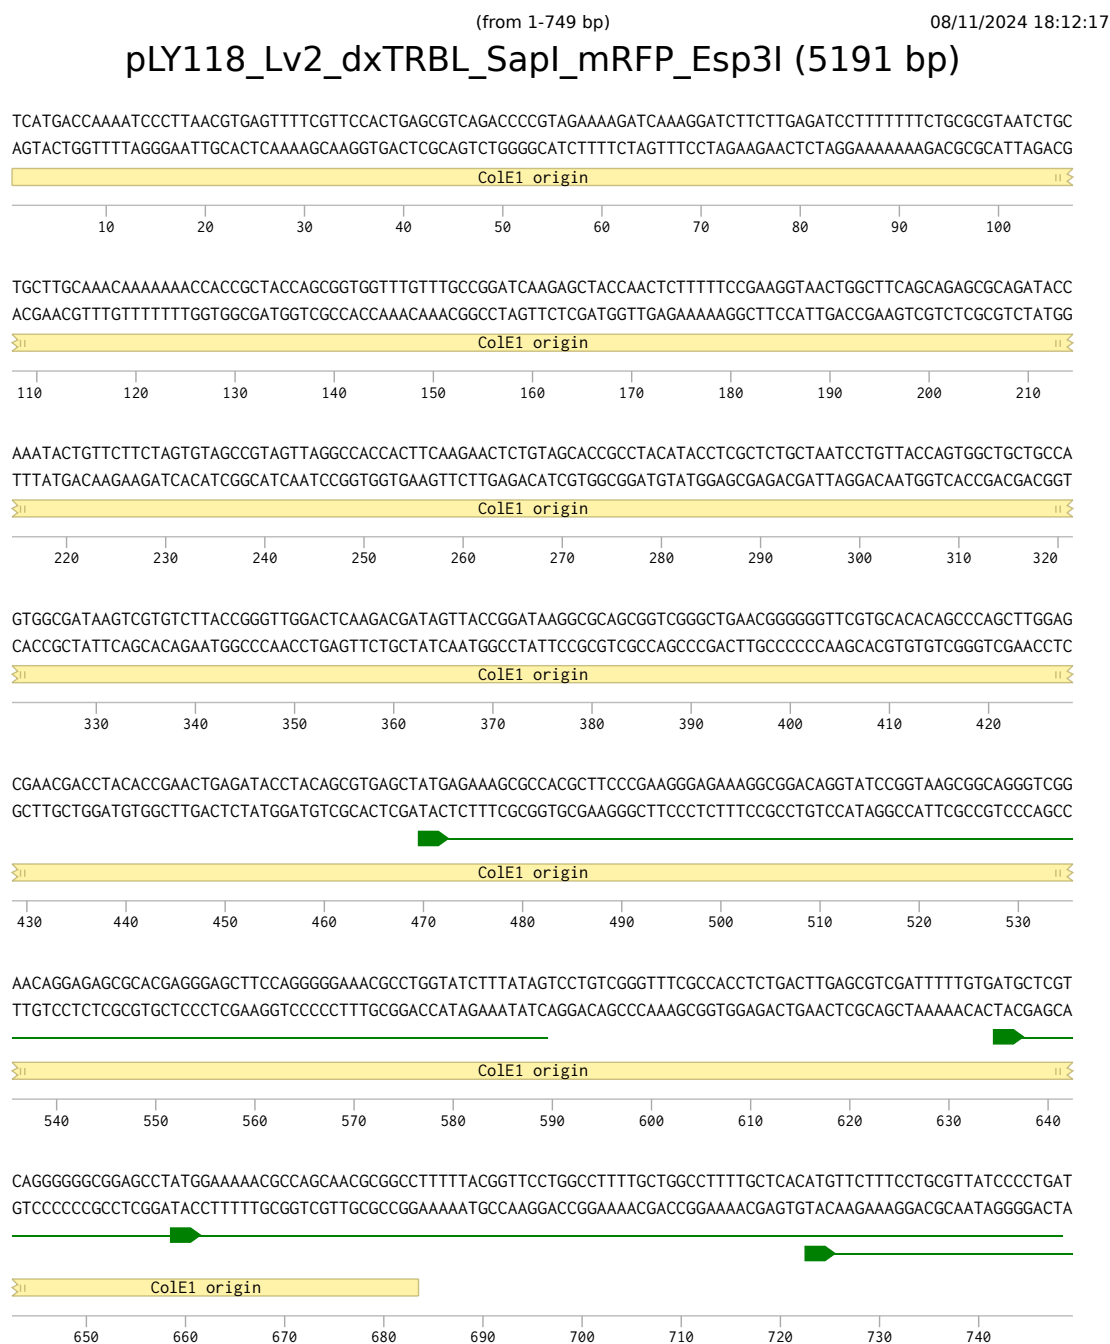 (from 1-749 bp)
08/11/2024 18:12:17
pLY118_Lv2_dxTRBL_SapI_mRFP_Esp3I (5191 bp)
TCATGACCAAAATCCCTTAACGTGAGTTTTCGTTCCACTGAGCGTCAGACCCCGTAGAAAAGATCAAAGGATCTTCTTGAGATCCTTTTTTTCTGCGCGTAATCTGC
AGTACTGGTTTTAGGGAATTGCACTCAAAAGCAAGGTGACTCGCAGTCTGGGGCATCTTTTCTAGTTTCCTAGAAGAACTCTAGGAAAAAAAGACGCGCATTAGACG
ColE1 origin
10 20 30 40 50 60 70 80 90 100
TGCTTGCAAACAAAAAAACCACCGCTACCAGCGGTGGTTTGTTTGCCGGATCAAGAGCTACCAACTCTTTTTCCGAAGGTAACTGGCTTCAGCAGAGCGCAGATACC
ACGAACGTTTGTTTTTTTGGTGGCGATGGTCGCCACCAAACAAACGGCCTAGTTCTCGATGGTTGAGAAAAAGGCTTCCATTGACCGAAGTCGTCTCGCGTCTATGG
ColE1 origin
110 120 130 140 150 160 170 180 190 200 210
AAATACTGTTCTTCTAGTGTAGCCGTAGTTAGGCCACCACTTCAAGAACTCTGTAGCACCGCCTACATACCTCGCTCTGCTAATCCTGTTACCAGTGGCTGCTGCCA
TTTATGACAAGAAGATCACATCGGCATCAATCCGGTGGTGAAGTTCTTGAGACATCGTGGCGGATGTATGGAGCGAGACGATTAGGACAATGGTCACCGACGACGGT
ColE1 origin
220 230 240 250 260 270 280 290 300 310 320
GTGGCGATAAGTCGTGTCTTACCGGGTTGGACTCAAGACGATAGTTACCGGATAAGGCGCAGCGGTCGGGCTGAACGGGGGGTTCGTGCACACAGCCCAGCTTGGAG
CACCGCTATTCAGCACAGAATGGCCCAACCTGAGTTCTGCTATCAATGGCCTATTCCGCGTCGCCAGCCCGACTTGCCCCCCAAGCACGTGTGTCGGGTCGAACCTC
ColE1 origin
330 340 350 360 370 380 390 400 410 420
CGAACGACCTACACCGAACTGAGATACCTACAGCGTGAGCTATGAGAAAGCGCCACGCTTCCCGAAGGGAGAAAGGCGGACAGGTATCCGGTAAGCGGCAGGGTCGG
GCTTGCTGGATGTGGCTTGACTCTATGGATGTCGCACTCGATACTCTTTCGCGGTGCGAAGGGCTTCCCTCTTTCCGCCTGTCCATAGGCCATTCGCCGTCCCAGCC
ColE1 origin
430 440 450 460 470 480 490 500 510 520 530
AACAGGAGAGCGCACGAGGGAGCTTCCAGGGGGAAACGCCTGGTATCTTTATAGTCCTGTCGGGTTTCGCCACCTCTGACTTGAGCGTCGATTTTTGTGATGCTCGT
TTGTCCTCTCGCGTGCTCCCTCGAAGGTCCCCCTTTGCGGACCATAGAAATATCAGGACAGCCCAAAGCGGTGGAGACTGAACTCGCAGCTAAAAACACTACGAGCA
ColE1 origin
540 550 560 570 580 590 600 610 620 630 640
CAGGGGGGCGGAGCCTATGGAAAAACGCCAGCAACGCGGCCTTTTTACGGTTCCTGGCCTTTTGCTGGCCTTTTGCTCACATGTTCTTTCCTGCGTTATCCCCTGAT
GTCCCCCCGCCTCGGATACCTTTTTGCGGTCGTTGCGCCGGAAAAATGCCAAGGACCGGAAAACGACCGGAAAACGAGTGTACAAGAAAGGACGCAATAGGGGACTA
ColE1 origin
650 660 670 680 690 700 710 720 730 740